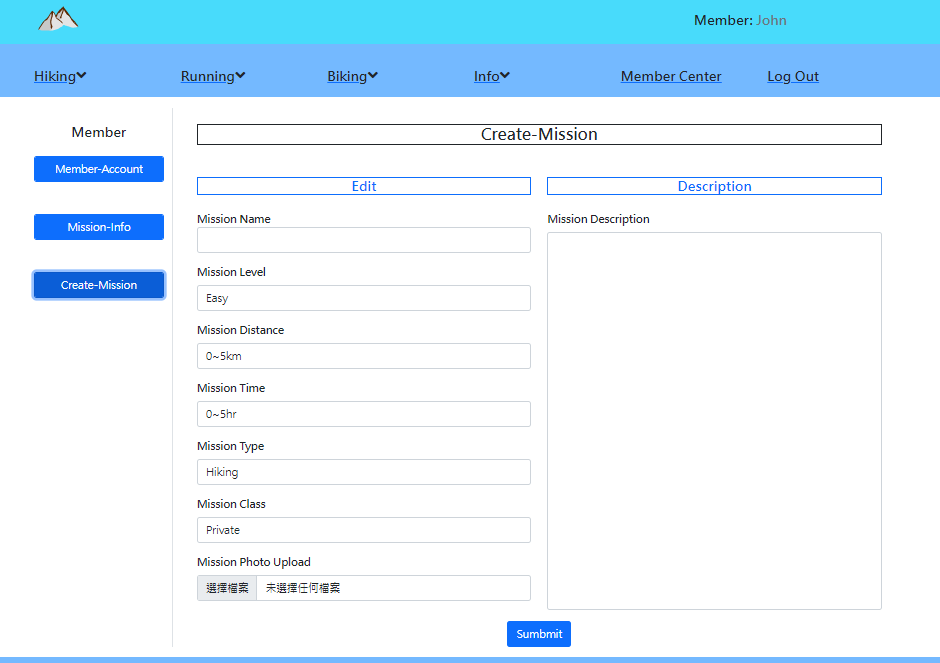 Member: John
Hiking Running Biking Info Member Center Log Out
Member
Member-Account
Mission-Info
Create-Mission
Create-Mission
Edit
Mission Name
Mission Level
Easy
Mission Distance
0~5km
Mission Time
0~5hr
Mission Type
Hiking
Mission Class
Private
Mission Photo Upload
選擇檔案 未選擇任何檔案
Description
Mission Description
Sumbmit